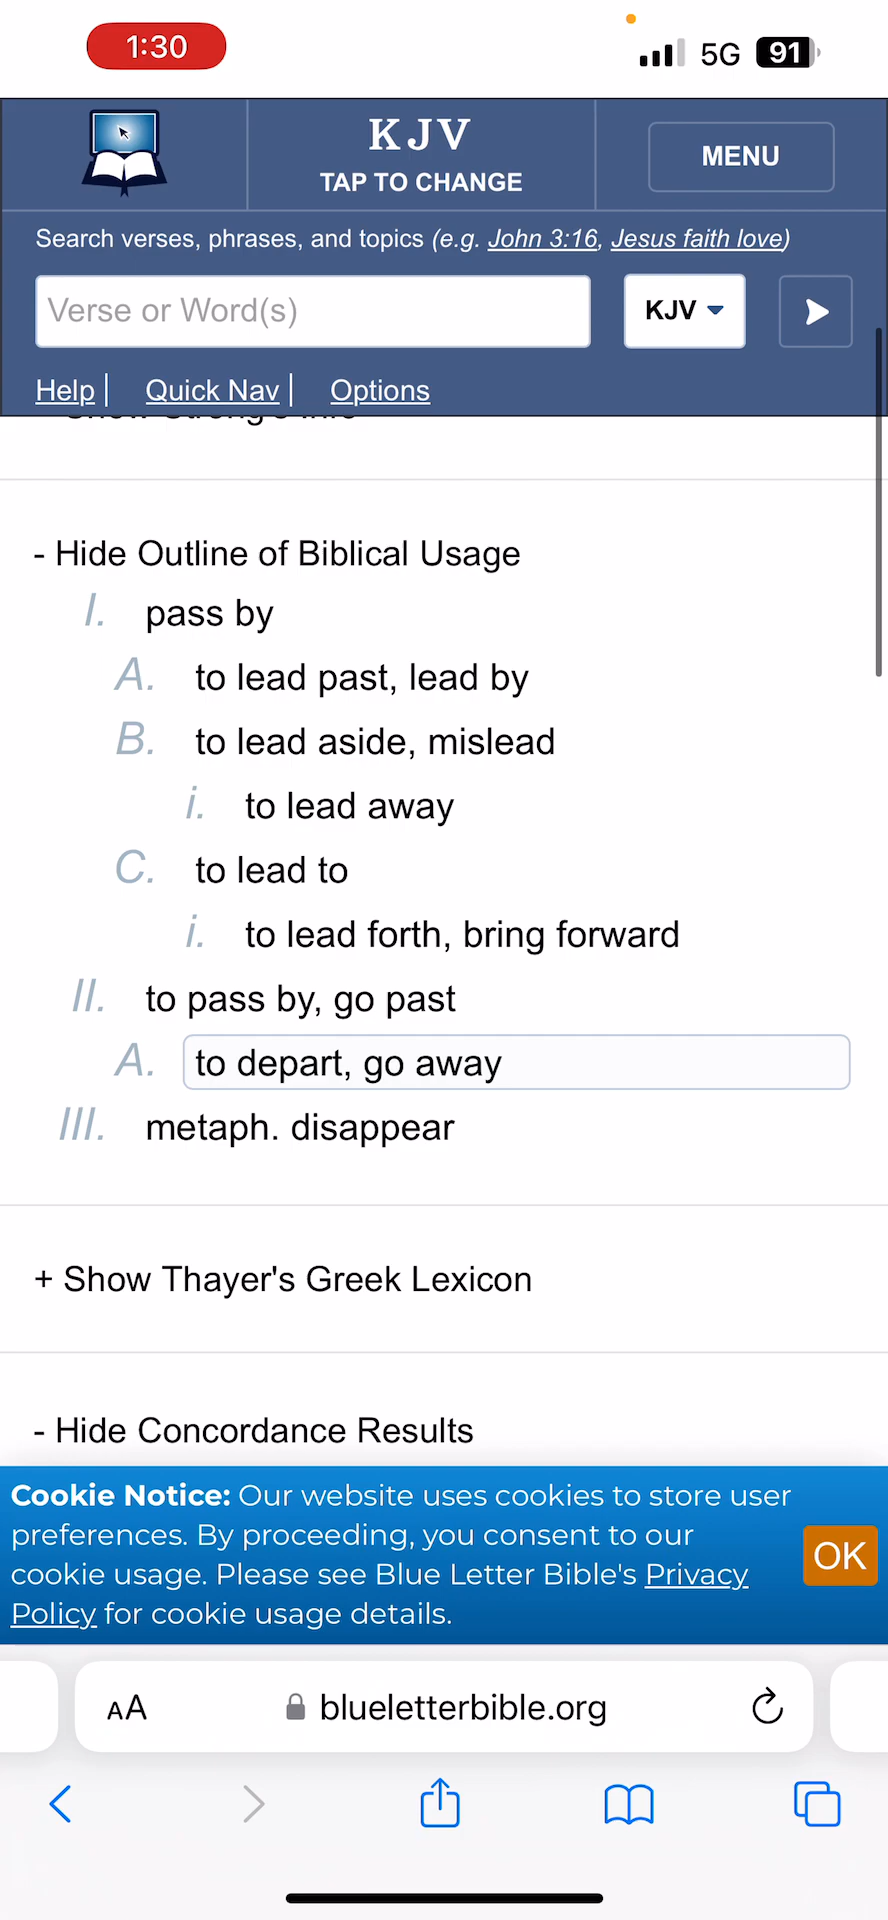 1:30
5G 91
KJV
TAP TO CHANGE
MENU
Search verses, phrases, and topics (e.g. John 3:16, Jesus faith love)
Verse or Word(s)
KJV
Help | Quick Nav | Options
- Hide Outline of Biblical Usage
I. pass by
A. to lead past, lead by
B. to lead aside, mislead
i. to lead away
C. to lead to
i. to lead forth, bring forward
II. to pass by, go past
A. to depart, go away
III. metaph. disappear
+ Show Thayer's Greek Lexicon
- Hide Concordance Results
Cookie Notice: Our website uses cookies to store user
preferences. By proceeding, you consent to our
cookie usage. Please see Blue Letter Bible's Privacy
Policy for cookie usage details.
OK
AA blueletterbible.org